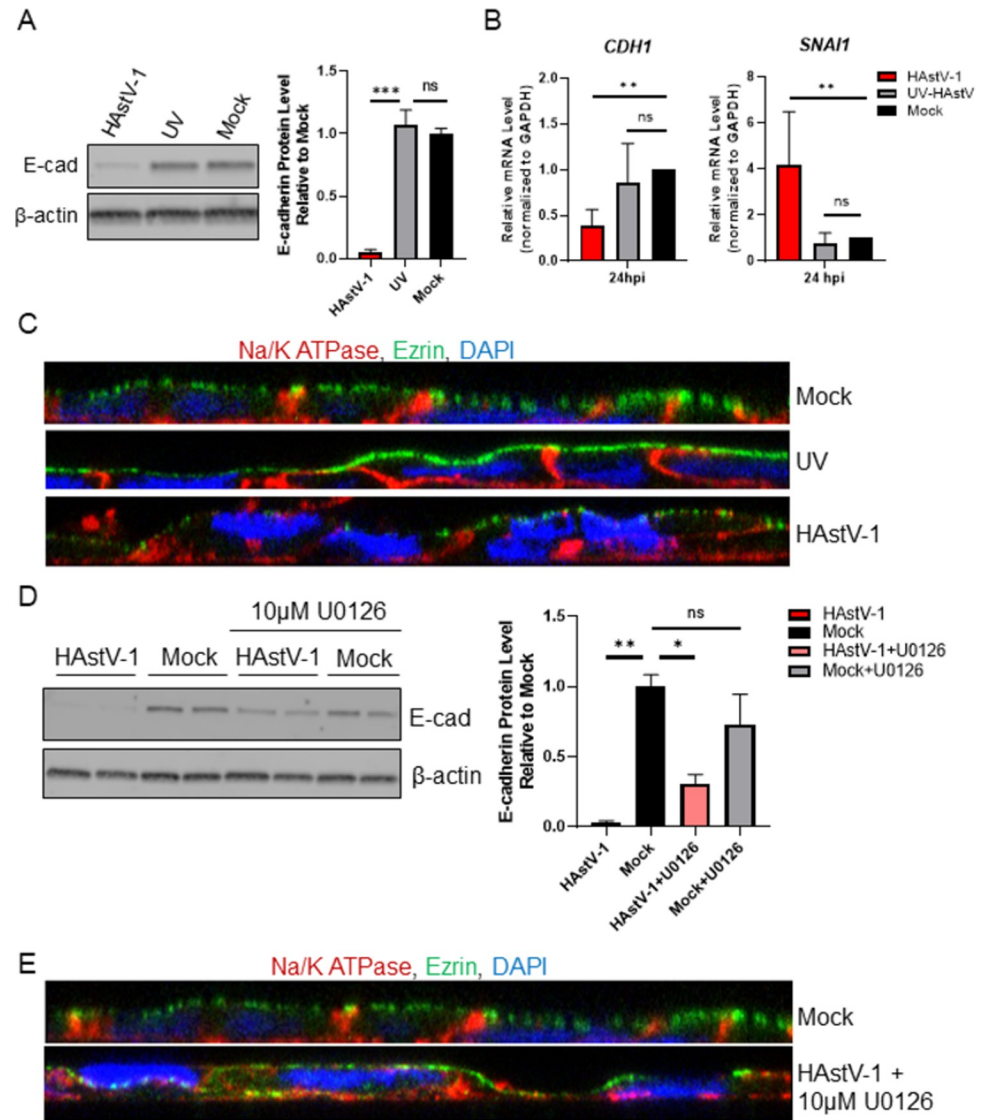 A
HAstV-1
UV
Mock
E-cad
β-actin
E-cadherin Protein Level
Relative to Mock
1.5
1.0
0.5
0.0
***
ns
HAstV-1
UV
Mock
B
CDH1
Relative mRNA Level
(normalized to GAPDH)
2.0
1.5
1.0
0.5
0.0
**
ns
24hpi
SNAI1
Relative mRNA Level
(normalized to GAPDH)
8
6
4
2
0
**
ns
24 hpi
HAstV-1
UV-HAstV
Mock
C
Na/K ATPase, Ezrin, DAPI
Mock
UV
HAstV-1
D
10µM U0126
HAstV-1 Mock HAstV-1 Mock
E-cad
β-actin
E-cadherin Protein Level
Relative to Mock
1.5
1.0
0.5
0.0
ns
** *
HAstV-1
Mock
HAstV-1+U0126
Mock+U0126
HAstV-1
Mock
HAstV-1+U0126
Mock+U0126
E
Na/K ATPase, Ezrin, DAPI
Mock
HAstV-1 +
10µM U0126